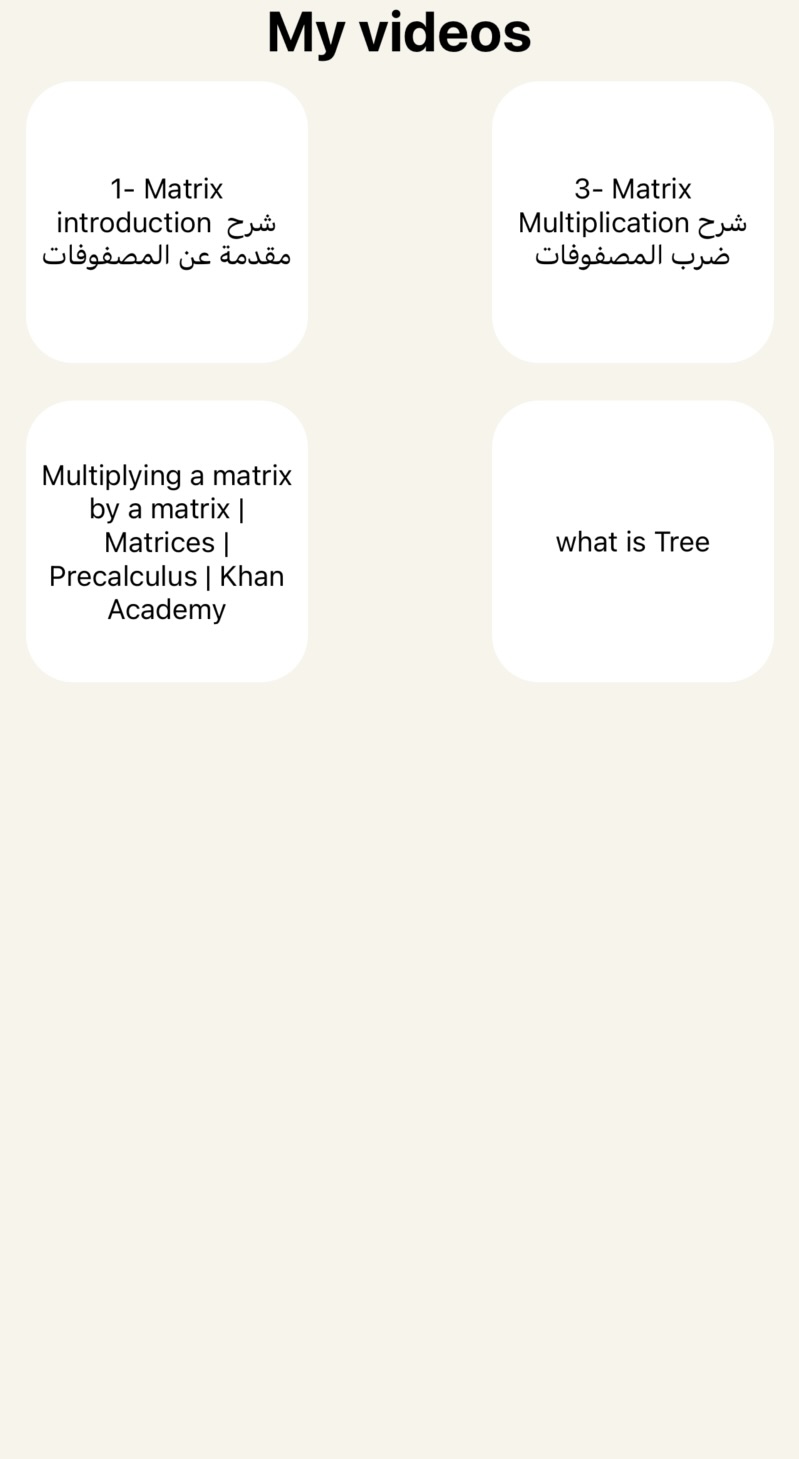 My videos
1- Matrix
introduction شرح
مقدمة عن المصفوفات
3- Matrix
Multiplication شرح
ضرب المصفوفات
Multiplying a matrix
by a matrix |
Matrices |
Precalculus | Khan
Academy
what is Tree